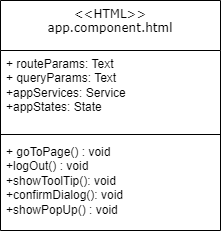 <<HTML>>
app.component.html
+ routeParams: Text
+ queryParams: Text
+appServices: Service
+appStates: State
+ goToPage() : void
+logOut() : void
+showToolTip(): void
+confirmDialog(): void
+showPopUp() : void